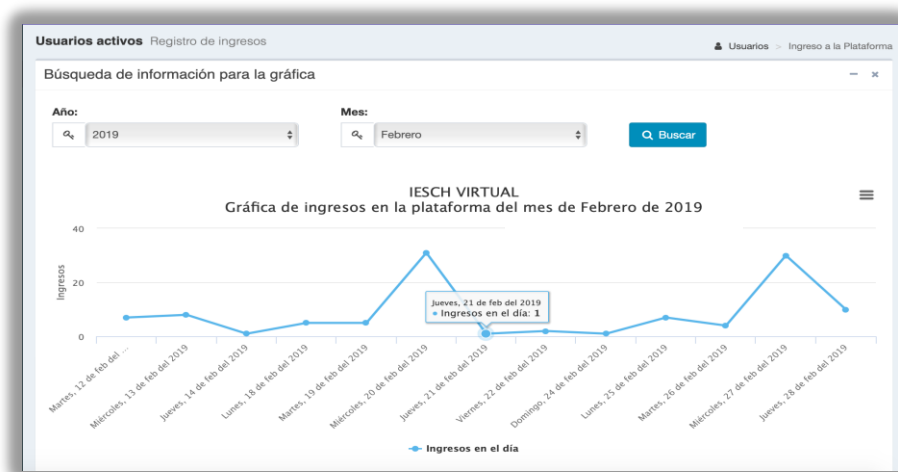 Usuarios activos Registro de ingresos
Usuarios > Ingreso a la Plataforma
Búsqueda de información para la gráfica
Año:
Mes:
2019
Febrero
Buscar
IESCH VIRTUAL
Gráfica de ingresos en la plataforma del mes de Febrero de 2019
40
20
0
Ingresos
Jueves, 21 de feb del 2019
Ingresos en el día: 1
Martes, 12 de feb del ...
Miércoles, 13 de feb del 2019
Jueves, 14 de feb del 2019
Lunes, 18 de feb del 2019
Martes, 19 de feb del 2019
Miércoles, 20 de feb del 2019
Jueves, 21 de feb del 2019
Viernes, 22 de feb del 2019
Domingo, 24 de feb del 2019
Lunes, 25 de feb del 2019
Martes, 26 de feb del 2019
Miércoles, 27 de feb del 2019
Jueves, 28 de feb del 2019
Ingresos en el día